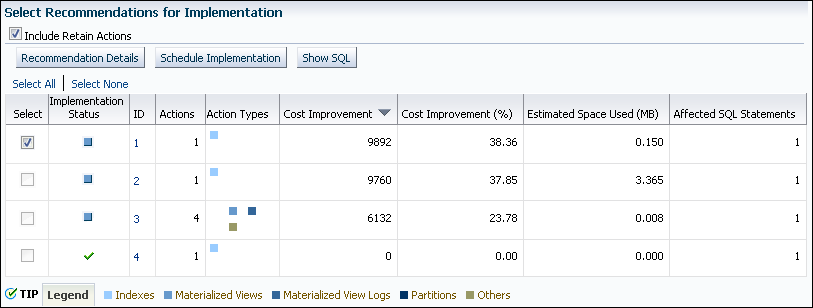 Select Recommendations for Implementation
Include Retain Actions
Recommendation Details Schedule Implementation Show SQL
Select All Select None
Select Implementation Status ID Actions Action Types Cost Improvement Cost Improvement (%) Estimated Space Used (MB) Affected SQL Statements
1 1 9892 38.36 0.150 1
2 1 9760 37.85 3.365 1
3 4 6132 23.78 0.008 1
4 1 0 0.00 0.000 1
TIP Legend Indexes Materialized Views Materialized View Logs Partitions Others